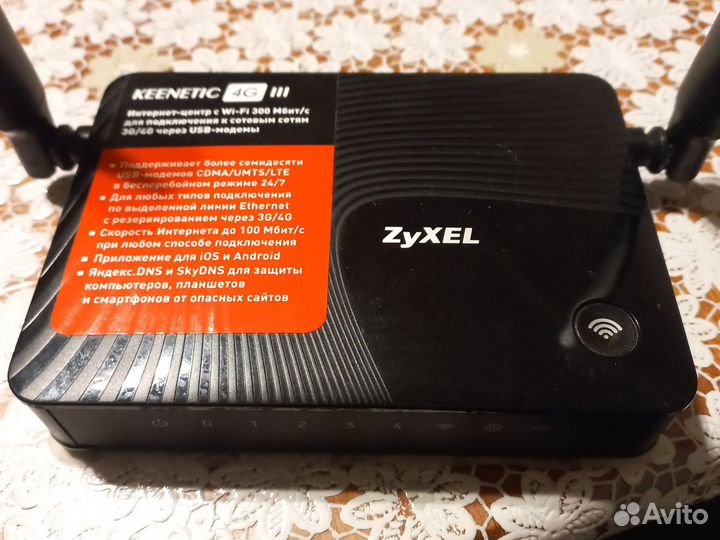 KEENETIC 4G III
Интернет-центр с Wi-Fi 300 Мбит/с
для подключения к сотовым сетям
3G/4G через USB-модемы
Поддерживает более семидесяти
USB-модемов CDMA/UMTS/LTE
в бесперебойном режиме 24/7
Для любых типов подключения
по выделенной линии Ethernet
с резервированием через 3G/4G
Скорость Интернета до 100 Мбит/с
при любом способе подключения
Приложение для iOS и Android
Яндекс.DNS и SkyDNS для защиты
компьютеров, планшетов
и смартфонов от опасных сайтов
ZyXEL
0 1 2 3 4
Avito